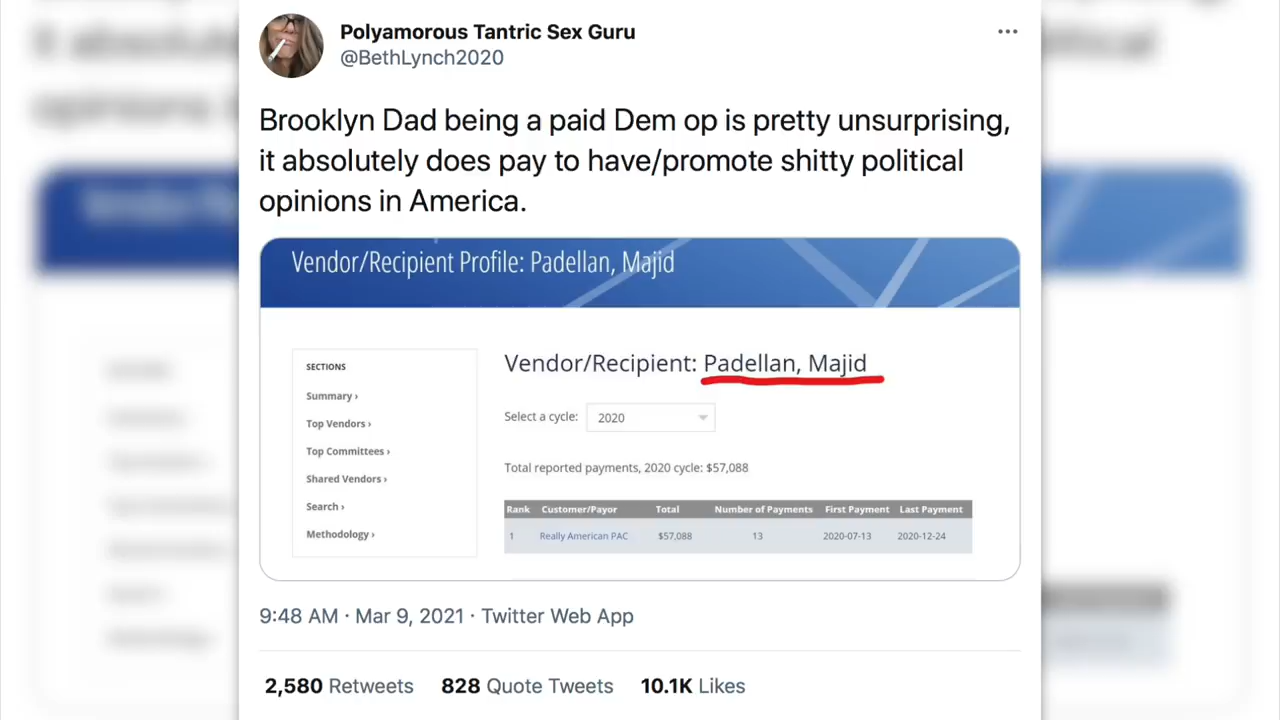 Polyamorous Tantric Sex Guru
@BethLynch2020
Brooklyn Dad being a paid Dem op is pretty unsurprising,
it absolutely does pay to have/promote shitty political
opinions in America.
Vendor/Recipient Profile: Padellan, Majid
SECTIONS
Summary ›
Top Vendors ›
Top Committees ›
Shared Vendors ›
Search ›
Methodology ›
Vendor/Recipient: Padellan, Majid
Select a cycle: 2020
Total reported payments, 2020 cycle: $57,088
Rank Customer/Payor Total Number of Payments First Payment Last Payment
1 Really American PAC $57,088 13 2020-07-13 2020-12-24
9:48 AM · Mar 9, 2021 · Twitter Web App
2,580 Retweets 828 Quote Tweets 10.1K Likes